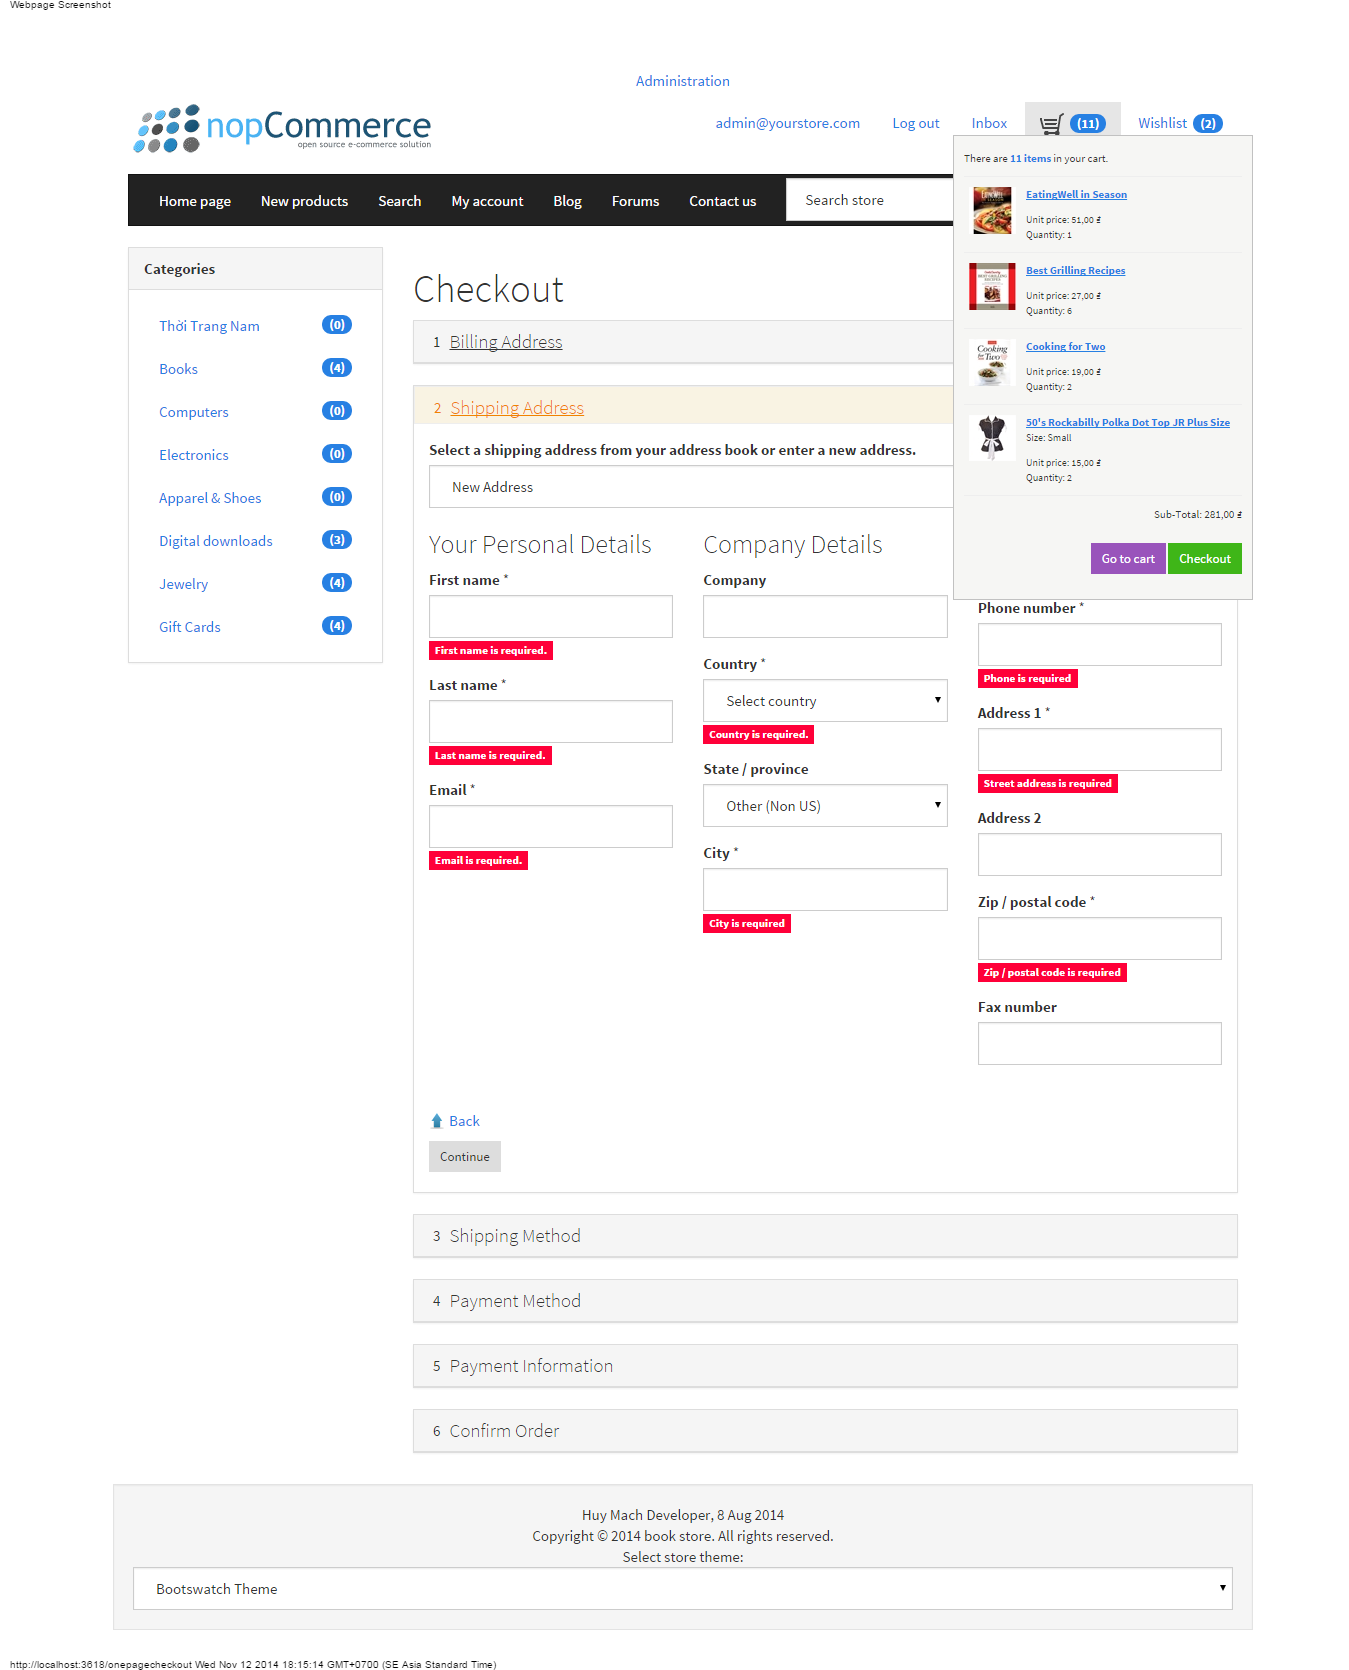 Webpage Screenshot
Administration
nopCommerce
open source e-commerce solution
admin@yourstore.com Log out Inbox (11) Wishlist (2)
Home page New products Search My account Blog Forums Contact us Search store
There are 11 items in your cart.
EatingWell in Season
Unit price: 51,00 ₫
Quantity: 1
Best Grilling Recipes
Unit price: 27,00 ₫
Quantity: 6
Cooking for Two
Unit price: 19,00 ₫
Quantity: 2
50's Rockabilly Polka Dot Top JR Plus Size
Size: Small
Unit price: 15,00 ₫
Quantity: 2
Sub-Total: 281,00 ₫
Go to cart Checkout
Categories
Thời Trang Nam (0)
Books (4)
Computers (0)
Electronics (0)
Apparel & Shoes (0)
Digital downloads (3)
Jewelry (4)
Gift Cards (4)
Checkout
1 Billing Address
2 Shipping Address
Select a shipping address from your address book or enter a new address.
New Address
Your Personal Details
First name *
First name is required.
Last name *
Last name is required.
Email *
Email is required.
Company Details
Company
Country *
Select country
Country is required.
State / province
Other (Non US)
City *
City is required
Phone number *
Phone is required
Address 1 *
Street address is required
Address 2
Zip / postal code *
Zip / postal code is required
Fax number
Back
Continue
3 Shipping Method
4 Payment Method
5 Payment Information
6 Confirm Order
Huy Mach Developer, 8 Aug 2014
Copyright © 2014 book store. All rights reserved.
Select store theme:
Bootswatch Theme
http://localhost:3618/onepagecheckout Wed Nov 12 2014 18:15:14 GMT+0700 (SE Asia Standard Time)